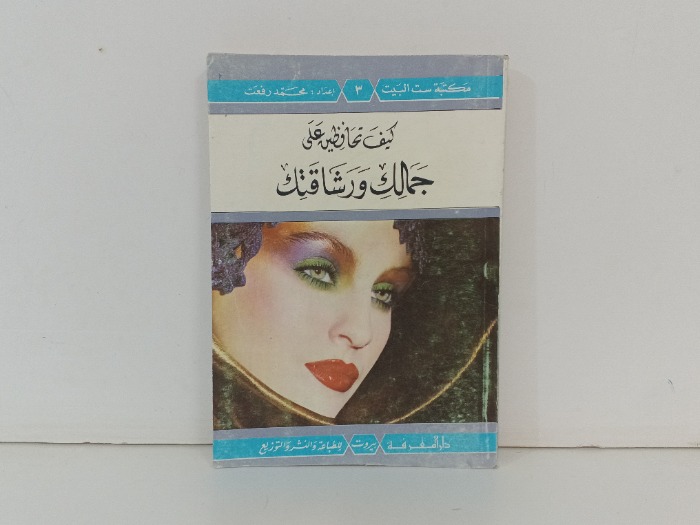 مكتبة ست البيت ٣ إعداد: محمد رفعت
كيف تحافظين على
جمالك ورشاقتك
دار المعرفة بيروت للطباعة والنشر والتوزيع